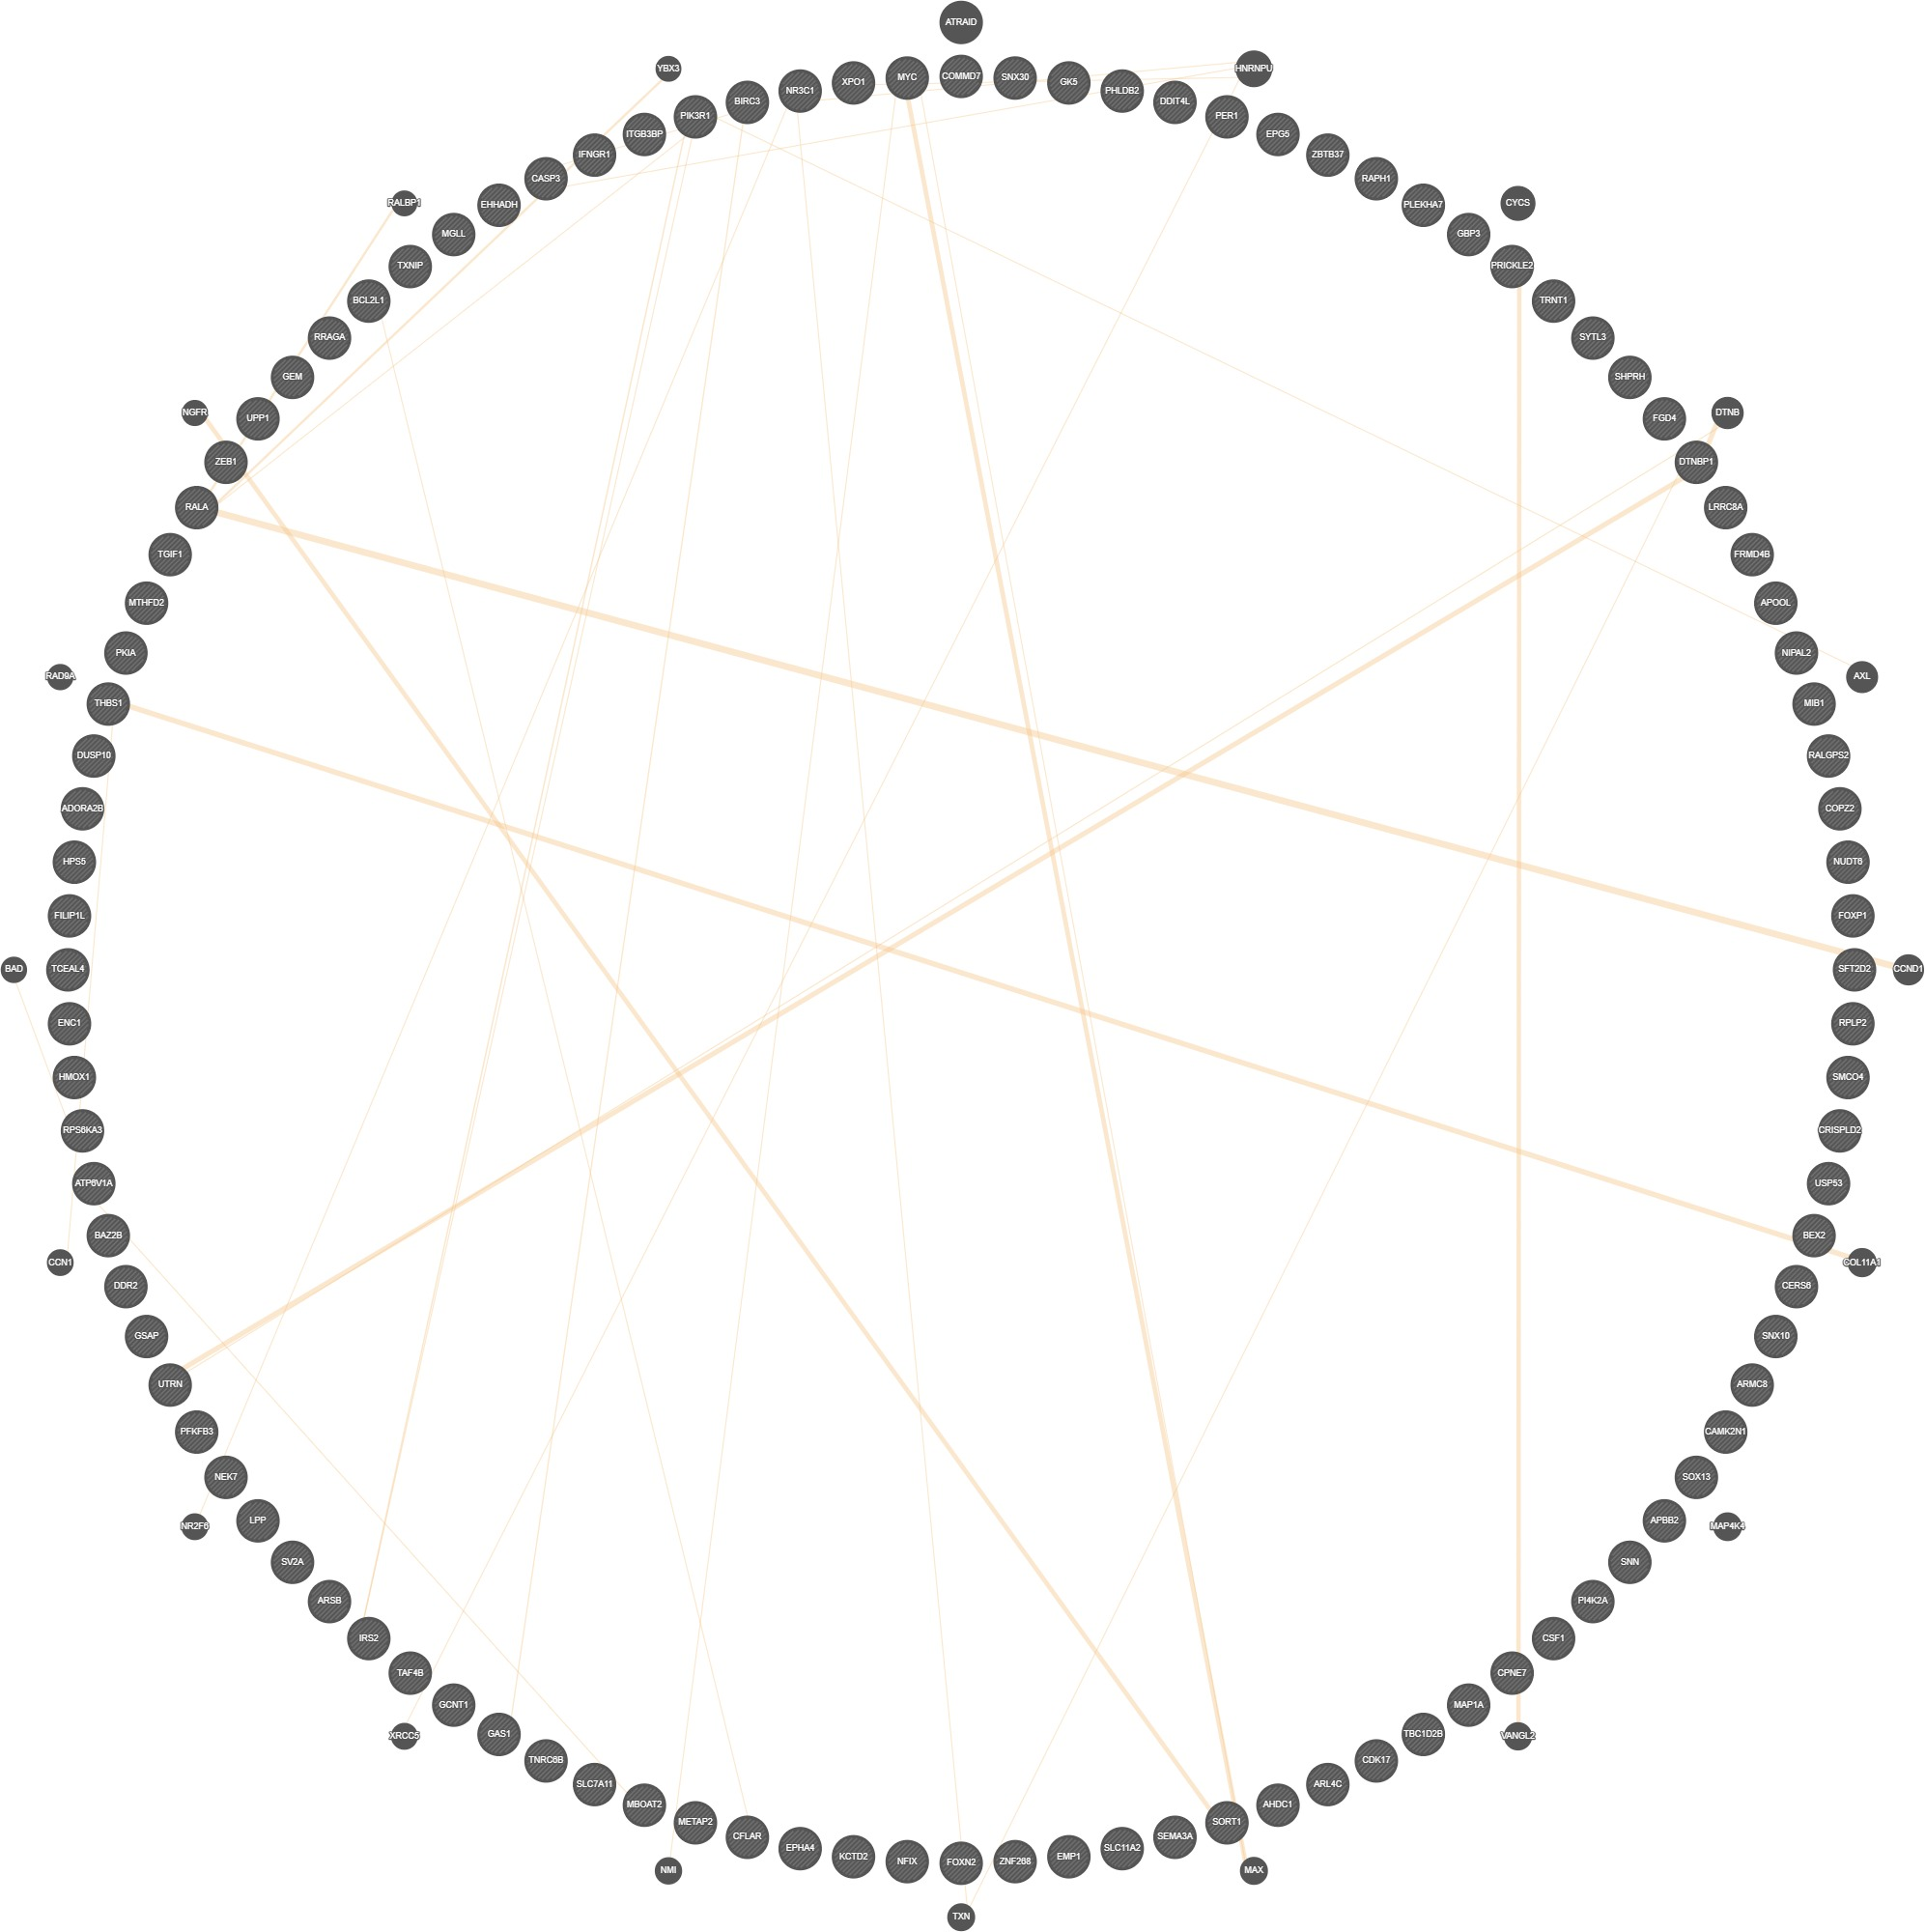 ATRAID
YBX3
HNRNPU
XPO1
MYC
COMMD7
SNX30
GK5
NR3C1
PHLDB2
BIRC3
DDIT4L
PIK3R1
PER1
ITGB3BP
EPG5
IFNGR1
ZBTB37
CASP3
RAPH1
RALBP1
EHHADH
PLEKHA7
CYCS
MGLL
GBP3
TXNIP
PRICKLE2
BCL2L1
TRNT1
RRAGA
SYTL3
GEM
SHPRH
NGFR
UPP1
FGD4
DTNB
ZEB1
DTNBP1
RALA
LRRC8A
TGIF1
FRMD4B
MTHFD2
APOOL
PKIA
NIPAL2
RAD9A
AXL
THBS1
MIB1
DUSP10
RALGPS2
ADORA2B
COPZ2
HPS5
NUDT6
FILIP1L
FOXP1
BAD
TCEAL4
SFT2D2
CCND1
ENC1
RPLP2
HMOX1
SMCO4
RPS6KA3
CRISPLD2
ATP6V1A
USP53
BAZ2B
BEX2
CCN1
COL11A1
DDR2
CERS6
GSAP
SNX10
UTRN
ARMC8
PFKFB3
CAMK2N1
NEK7
SOX13
NR2F6
LPP
APBB2
MAP4K4
SV2A
SNN
ARSB
PI4K2A
IRS2
CSF1
TAF4B
CPNE7
GCNT1
MAP1A
XRCC5
GAS1
TBC1D2B
VANGL2
TNRC6B
CDK17
SLC7A11
ARL4C
MBOAT2
AHDC1
METAP2
SORT1
CFLAR
SEMA3A
EPHA4
SLC11A2
KCTD2
EMP1
NFIX
FOXN2
ZNF268
NMI
MAX
TXN